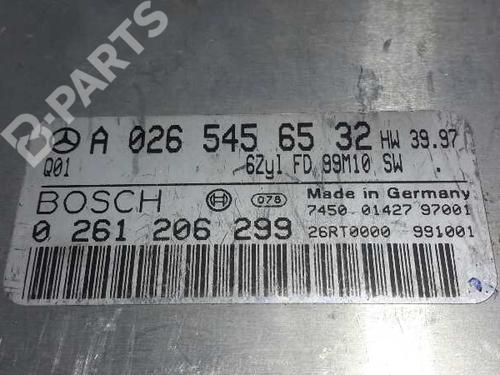 B-PARTS
A 026 545 65 32 HW 39.97
Q01 6Zyl FD 99M10 SW
BOSCH 078 Made in Germany
7450 01427 97001
0 261 206 299 26RT0000 991001